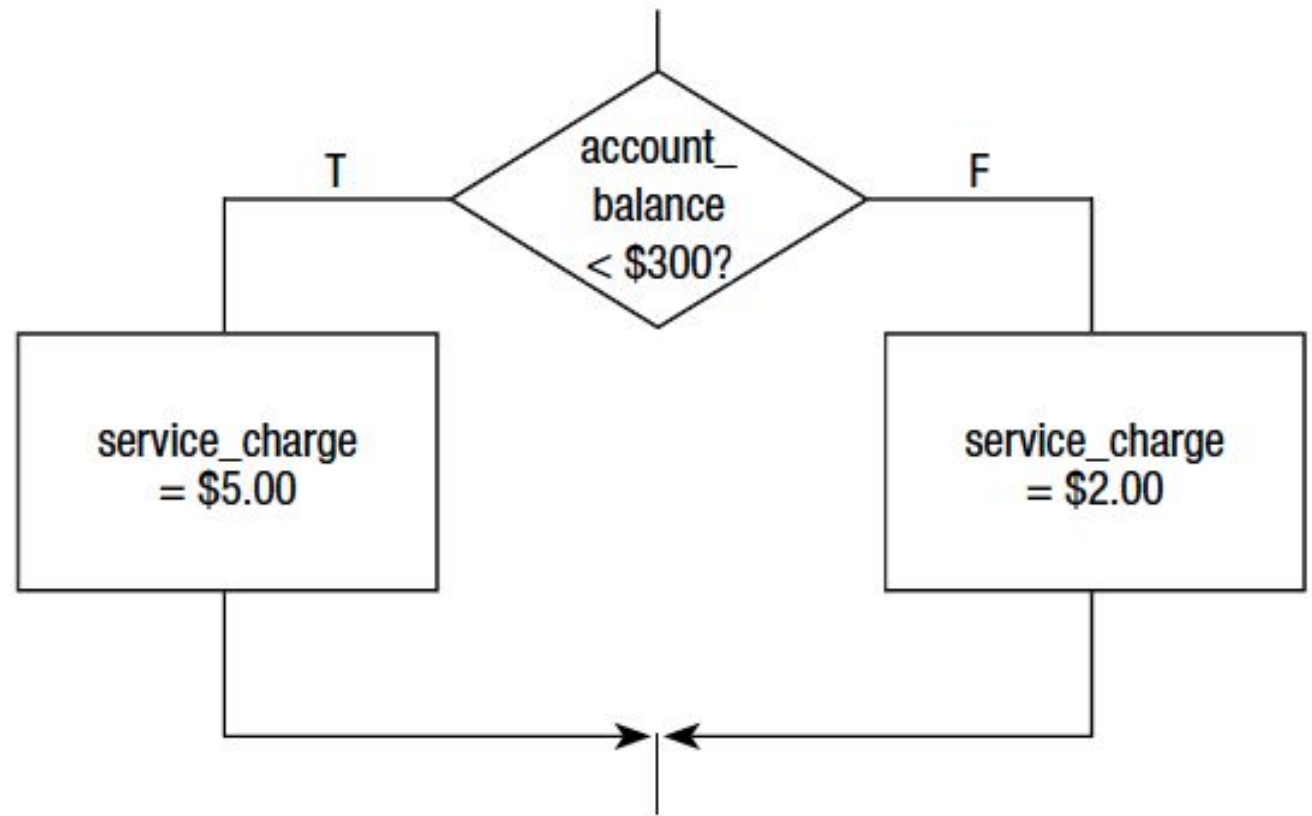 account_
balance
< $300?
T
F
service_charge
= $5.00
service_charge
= $2.00